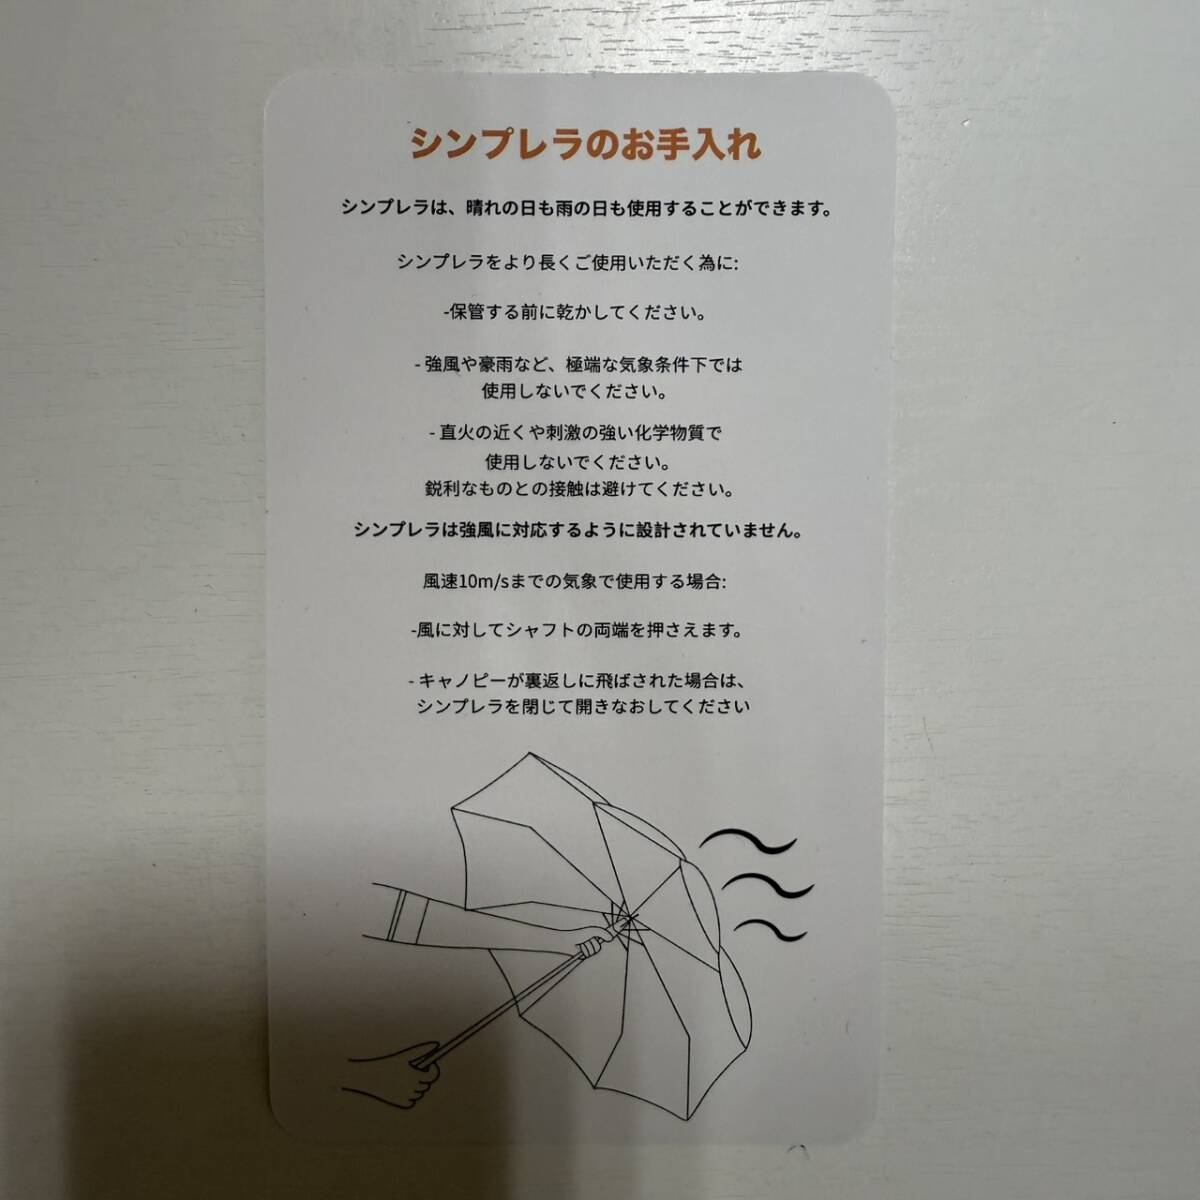 シンプレラのお手入れ
シンプレラは、晴れの日も雨の日も使用することができます。
シンプレラをより長くご使用いただく為に:
-保管する前に乾かしてください。
- 強風や豪雨など、極端な気象条件下では
使用しないでください。
- 直火の近くや刺激の強い化学物質で
使用しないでください。
鋭利なものとの接触は避けてください。
シンプレラは強風に対応するように設計されていません。
風速10m/sまでの気象で使用する場合:
-風に対してシャフトの両端を押さえます。
- キャノピーが裏返しに飛ばされた場合は、
シンプレラを閉じて開きなおしてください